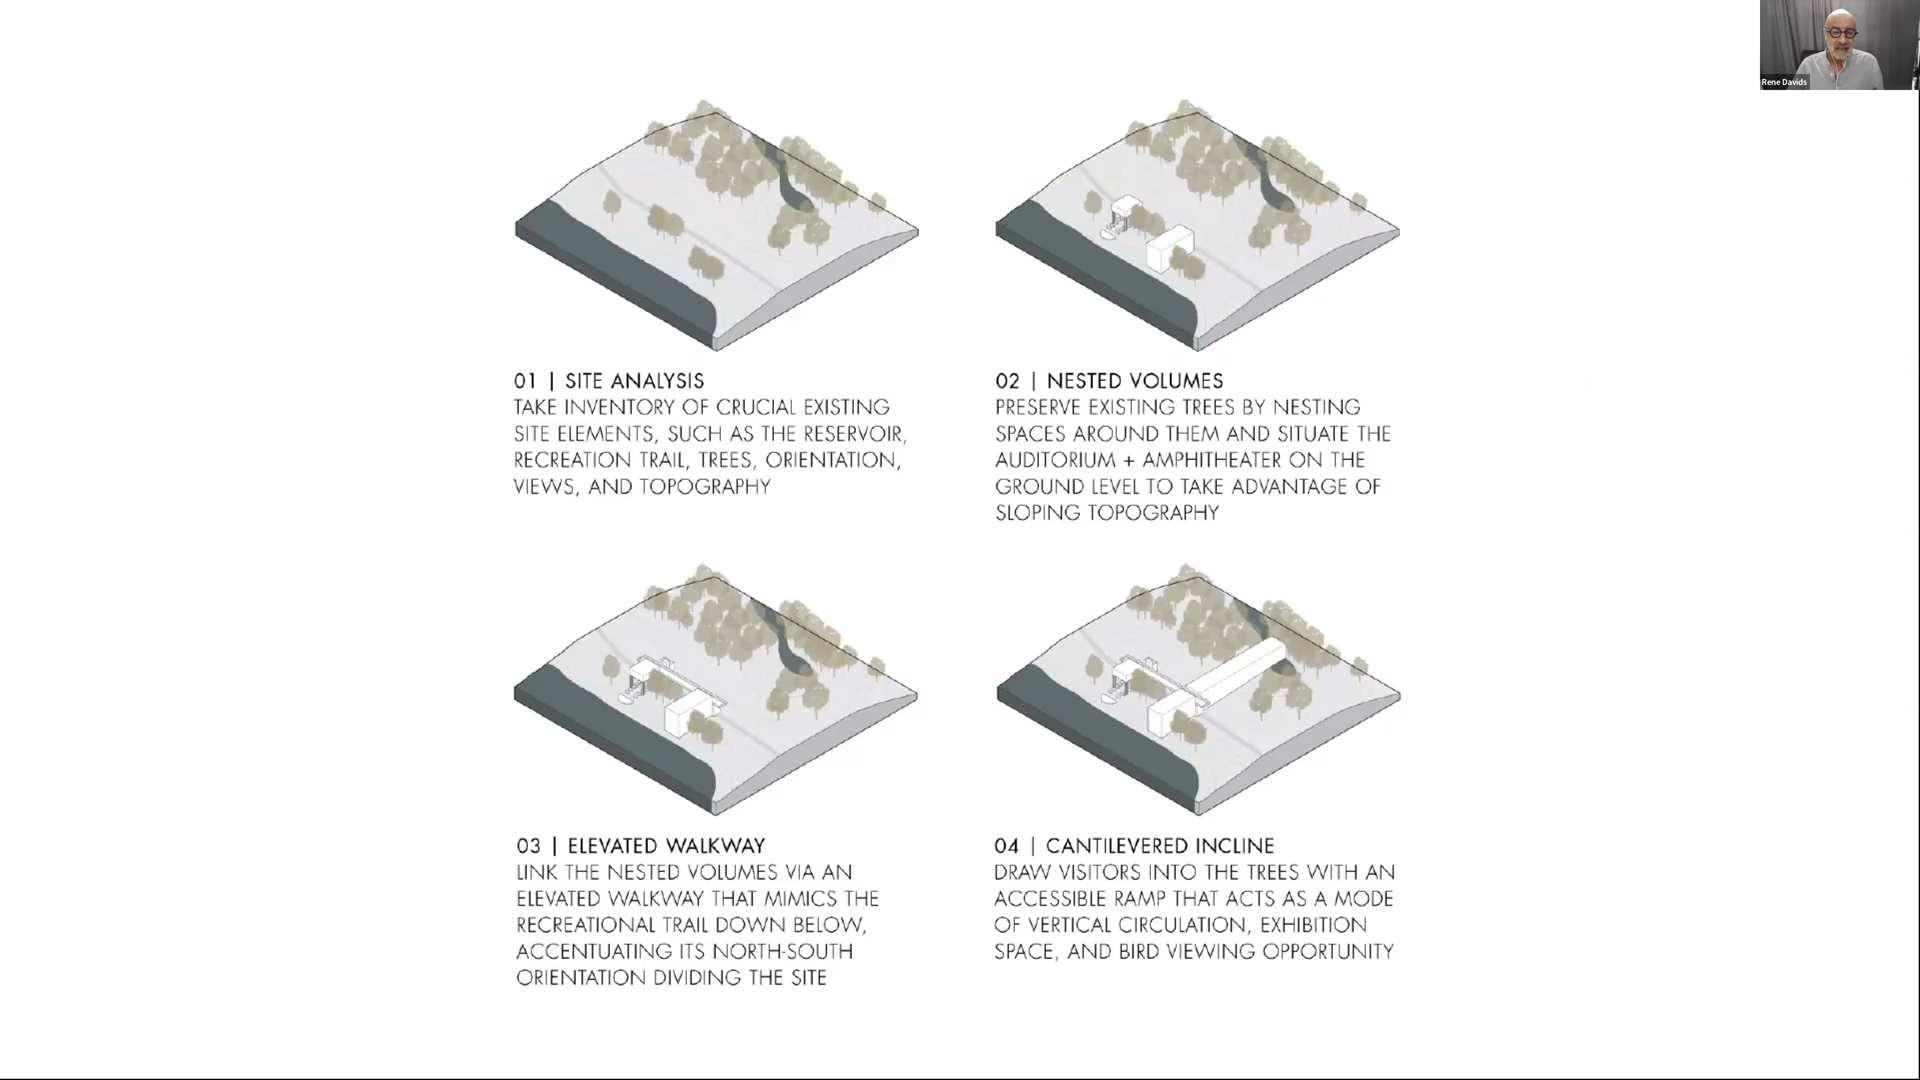 Rene Davids
01 | SITE ANALYSIS
TAKE INVENTORY OF CRUCIAL EXISTING
SITE ELEMENTS, SUCH AS THE RESERVOIR,
RECREATION TRAIL, TREES, ORIENTATION,
VIEWS, AND TOPOGRAPHY
02 | NESTED VOLUMES
PRESERVE EXISTING TREES BY NESTING
SPACES AROUND THEM AND SITUATE THE
AUDITORIUM + AMPHITHEATER ON THE
GROUND LEVEL TO TAKE ADVANTAGE OF
SLOPING TOPOGRAPHY
03 | ELEVATED WALKWAY
LINK THE NESTED VOLUMES VIA AN
ELEVATED WALKWAY THAT MIMICS THE
RECREATIONAL TRAIL DOWN BELOW,
ACCENTUATING ITS NORTH-SOUTH
ORIENTATION DIVIDING THE SITE
04 | CANTILEVERED INCLINE
DRAW VISITORS INTO THE TREES WITH AN
ACCESSIBLE RAMP THAT ACTS AS A MODE
OF VERTICAL CIRCULATION, EXHIBITION
SPACE, AND BIRD VIEWING OPPORTUNITY